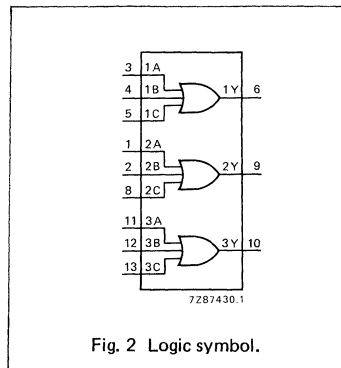 3 1A
1Y 6
4 1B
5 1C
1 2A
2 2B
2Y 9
8 2C
11 3A
12 3B
3Y 10
13 3C
7Z87430.1
Fig. 2 Logic symbol.